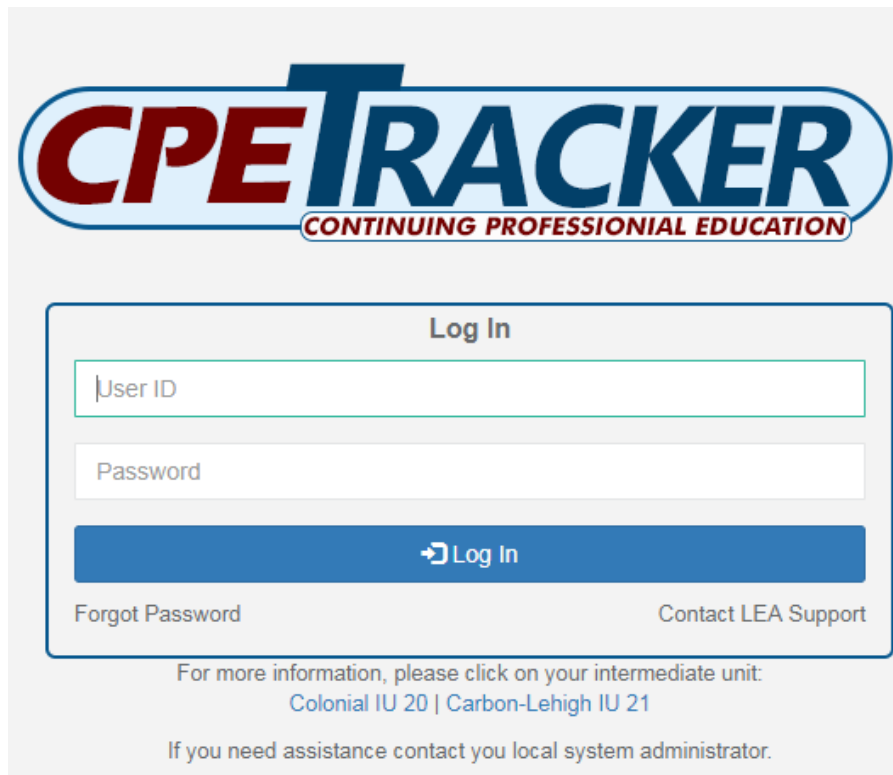 CPETRACKER
CONTINUING PROFESSIONIAL EDUCATION
Log In
User ID
Password
Log In
Forgot Password Contact LEA Support
For more information, please click on your intermediate unit:
Colonial IU 20 | Carbon-Lehigh IU 21
If you need assistance contact you local system administrator.